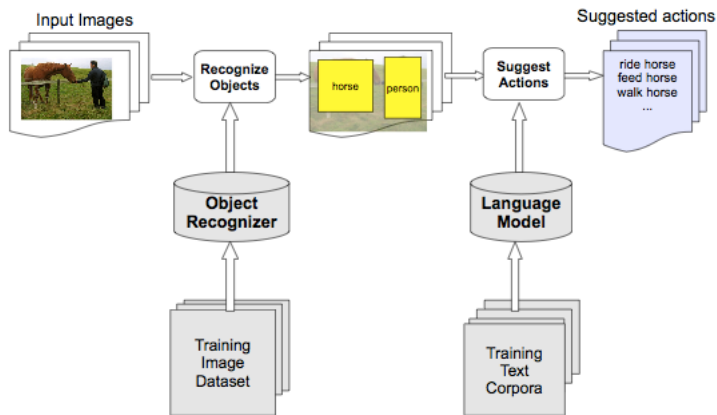 Input Images
Suggested actions
Recognize
Objects
horse
person
Suggest
Actions
ride horse
feed horse
walk horse
...
Object
Recognizer
Language
Model
Training
Image
Dataset
Training
Text
Corpora